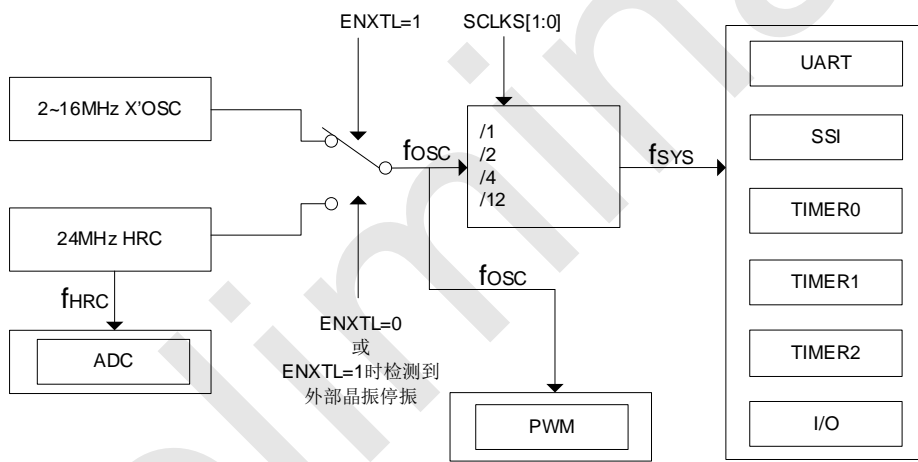 ENXTL=1
SCLKS[1:0]
2~16MHz X'OSC
/1
/2
/4
/12
fOSC
fSYS
24MHz HRC
fHRC
ADC
ENXTL=0
或
ENXTL=1时检测到
外部晶振停振
fOSC
PWM
UART
SSI
TIMER0
TIMER1
TIMER2
I/O